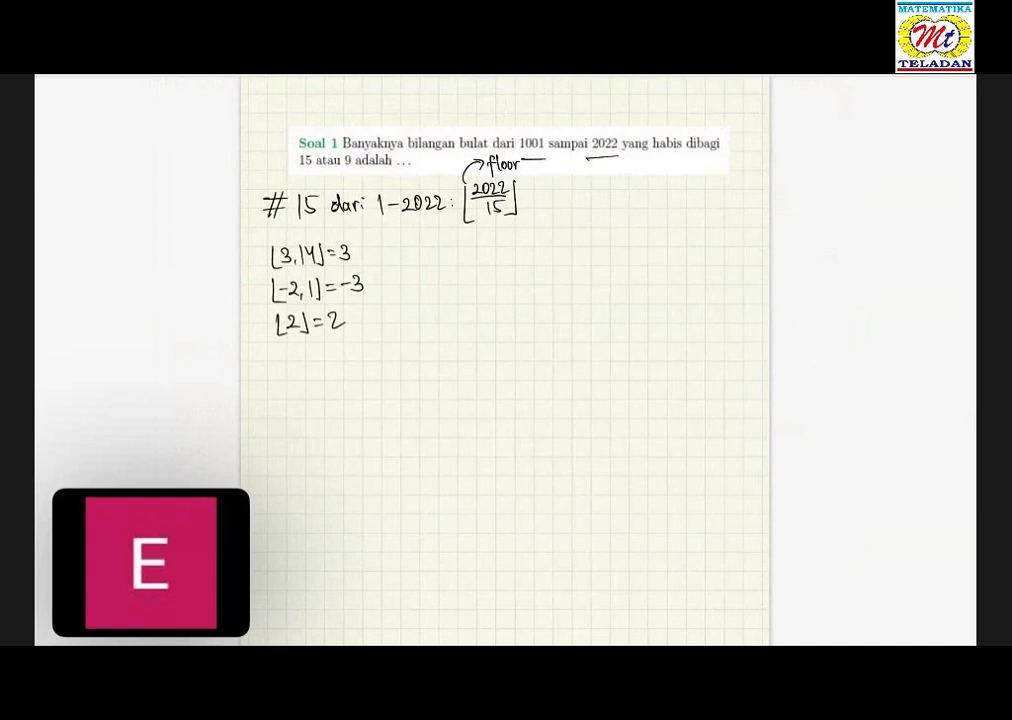 MATEMATIKA
Mt
TELADAN
Soal 1 Banyaknya bilangan bulat dari 1001 sampai 2022 yang habis dibagi
15 atau 9 adalah ...
→ floor
# 15 dari 1-2022: ⌊2022/15⌋
⌊3,14⌋=3
⌊-2,1⌋=-3
⌊2⌋=2
E